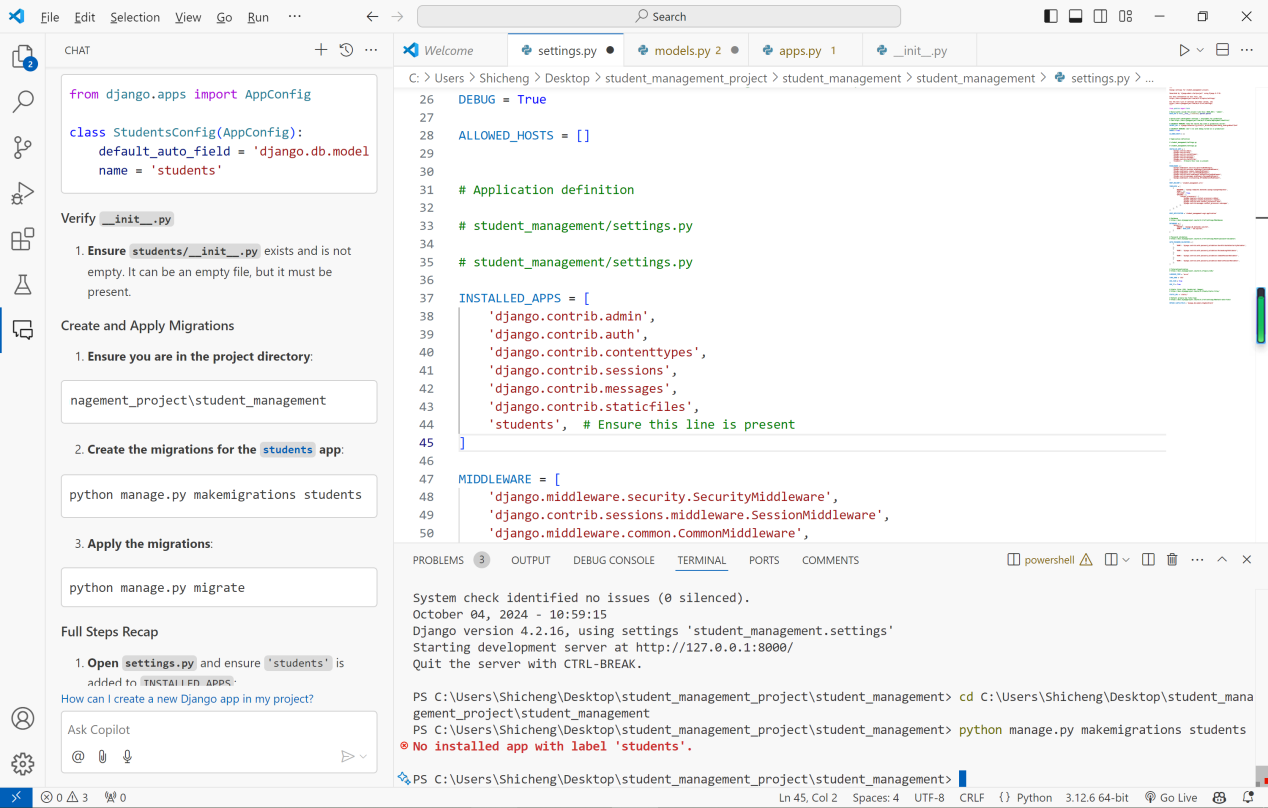 File Edit Selection View Go Run ···
Search
2
CHAT
from django.apps import AppConfig
class StudentsConfig(AppConfig):
default_auto_field = 'django.db.model
name = 'students'
Verify __init__.py
1. Ensure students/__init__.py exists and is not
empty. It can be an empty file, but it must be
present.
Create and Apply Migrations
1. Ensure you are in the project directory:
nagement_project\student_management
2. Create the migrations for the students app:
python manage.py makemigrations students
3. Apply the migrations:
python manage.py migrate
Full Steps Recap
1. Open settings.py and ensure 'students' is
added to INSTALLED_APPS:
How can I create a new Django app in my project?
Ask Copilot
Welcome settings.py models.py 2 apps.py 1 __init__.py
C: > Users > Shicheng > Desktop > student_management_project > student_management > student_management > settings.py > ...
26 DEBUG = True
27
28 ALLOWED_HOSTS = []
29
30
31 # Application definition
32
33 # student_management/settings.py
34
35 # student_management/settings.py
36
37 INSTALLED_APPS = [
38 'django.contrib.admin',
39 'django.contrib.auth',
40 'django.contrib.contenttypes',
41 'django.contrib.sessions',
42 'django.contrib.messages',
43 'django.contrib.staticfiles',
44 'students', # Ensure this line is present
45 ]
46
47 MIDDLEWARE = [
48 'django.middleware.security.SecurityMiddleware',
49 'django.contrib.sessions.middleware.SessionMiddleware',
50 'django.middleware.common.CommonMiddleware',
PROBLEMS 3 OUTPUT DEBUG CONSOLE TERMINAL PORTS COMMENTS
powershell
System check identified no issues (0 silenced).
October 04, 2024 - 10:59:15
Django version 4.2.16, using settings 'student_management.settings'
Starting development server at http://127.0.0.1:8000/
Quit the server with CTRL-BREAK.
PS C:\Users\Shicheng\Desktop\student_management_project\student_management> cd C:\Users\Shicheng\Desktop\student_mana
gement_project\student_management
PS C:\Users\Shicheng\Desktop\student_management_project\student_management> python manage.py makemigrations students
No installed app with label 'students'.
PS C:\Users\Shicheng\Desktop\student_management_project\student_management>
0 3 0 Ln 45, Col 2 Spaces: 4 UTF-8 CRLF {} Python 3.12.6 64-bit Go Live